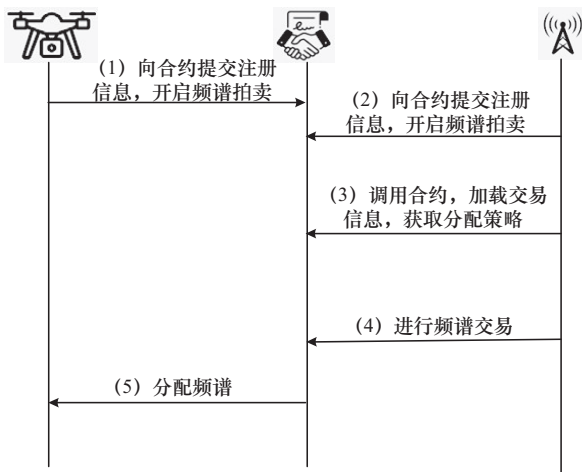 (1) 向合约提交注册
信息，开启频谱拍卖
(2) 向合约提交注册
信息，开启频谱拍卖
(3) 调用合约，加载交易
信息，获取分配策略
(4) 进行频谱交易
(5) 分配频谱